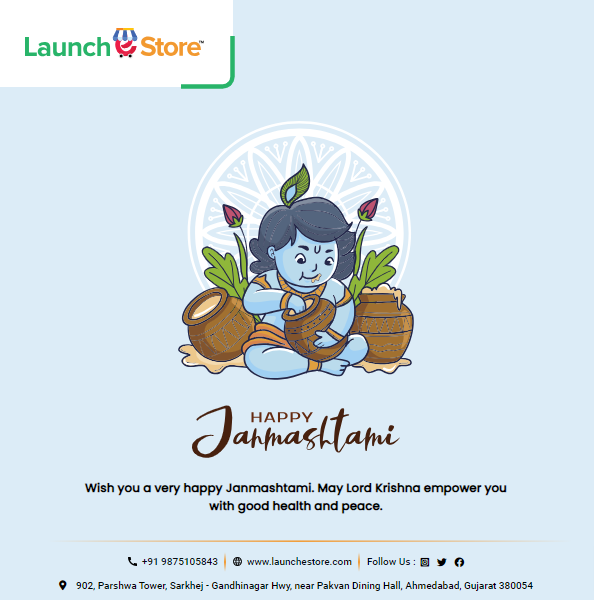 Launch e Store™
HAPPY
Janmashtami
Wish you a very happy Janmashtami. May Lord Krishna empower you
with good health and peace.
+91 9875105843 | www.launchestore.com | Follow Us :
902, Parshwa Tower, Sarkhej - Gandhinagar Hwy, near Pakvan Dining Hall, Ahmedabad, Gujarat 380054